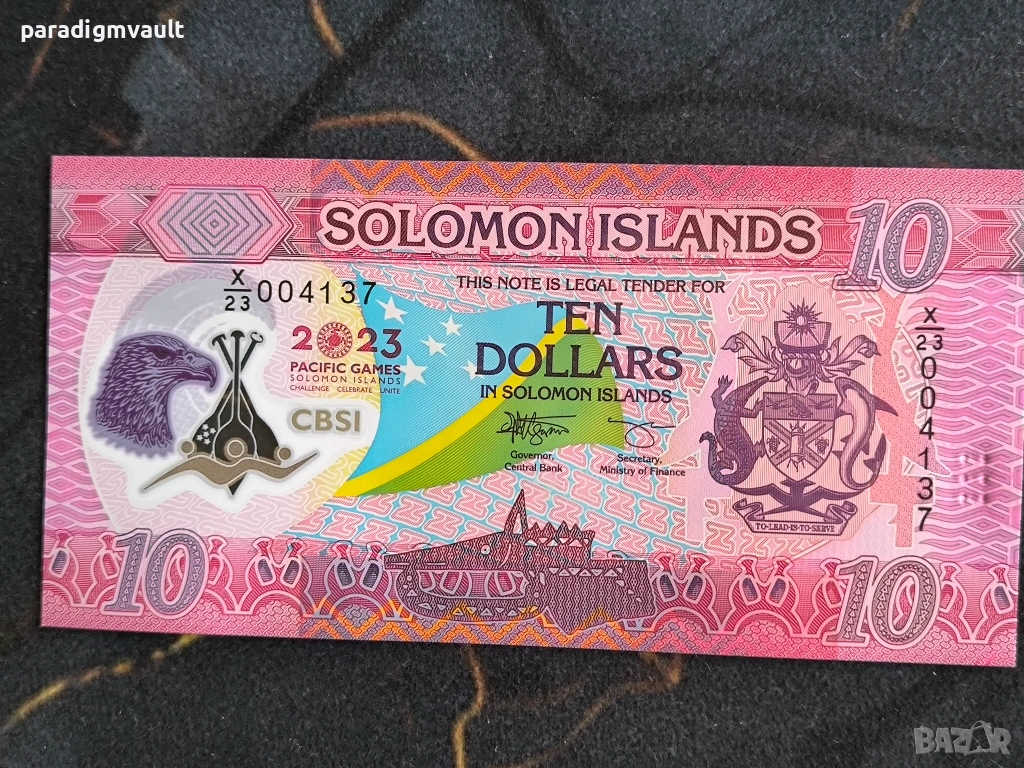 paradigmvault
SOLOMON ISLANDS
10
X/23 004137
THIS NOTE IS LEGAL TENDER FOR
TEN
DOLLARS
IN SOLOMON ISLANDS
2023
PACIFIC GAMES
SOLOMON ISLANDS
CHALLENGE CELEBRATE UNITE
CBSI
Governor,
Central Bank
Secretary,
Ministry of Finance
X/23 004137
TO-LEAD-IS-TO-SERVE
10
10
BAZAR